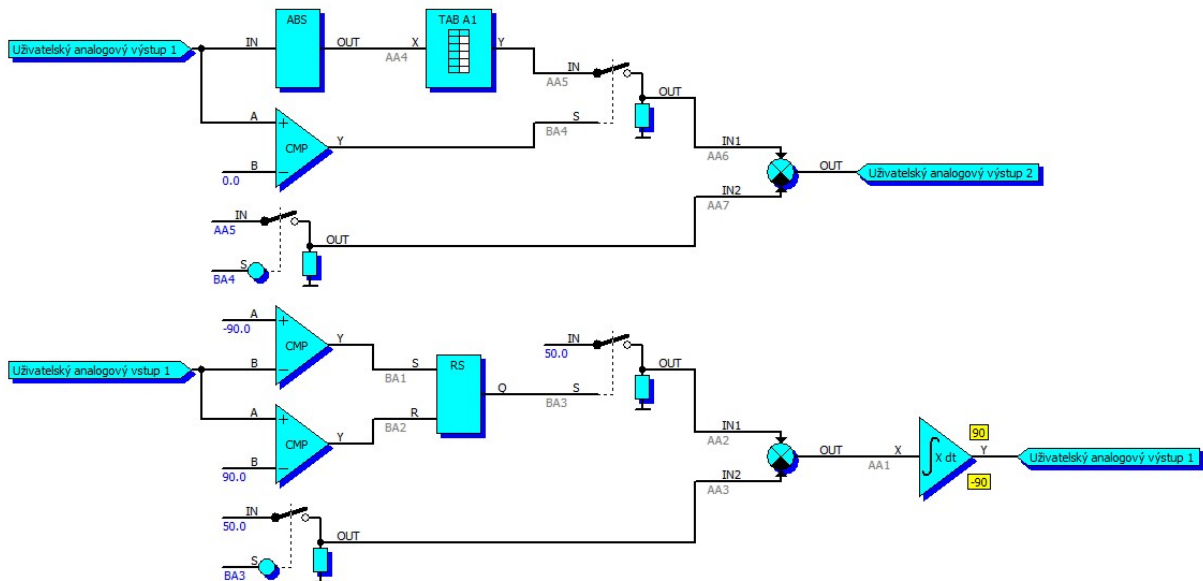 ABS
TAB A1
Uživatelský analogový výstup 1
IN
OUT
X
Y
AA4
IN
AA5
OUT
A
+
CMP
Y
S
BA4
B
−
0.0
IN1
AA6
OUT
Uživatelský analogový výstup 2
IN2
AA7
IN
AA5
OUT
S
BA4
A
-90.0
+
CMP
Y
B
−
Uživatelský analogový vstup 1
S
BA1
RS
IN
50.0
OUT
Q
S
BA3
A
+
CMP
Y
R
BA2
B
−
90.0
IN1
AA2
OUT
X
AA1
∫X dt
90
Y
-90
Uživatelský analogový výstup 1
IN2
AA3
IN
50.0
OUT
S
BA3